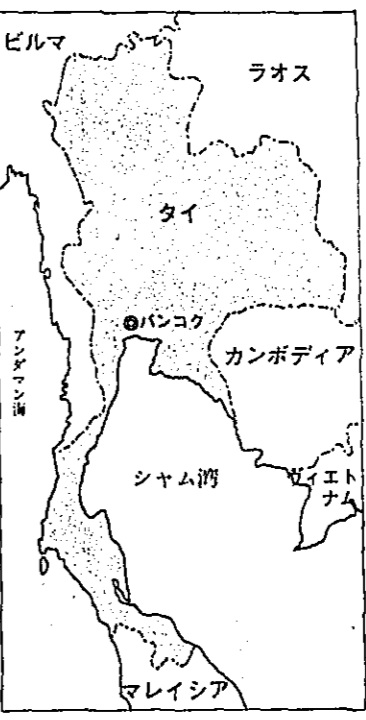 ビルマ
ラオス
タイ
◎バンコク
カンボディア
アンダマン海
シャム湾
ヴィエト
ナム
マレイシア